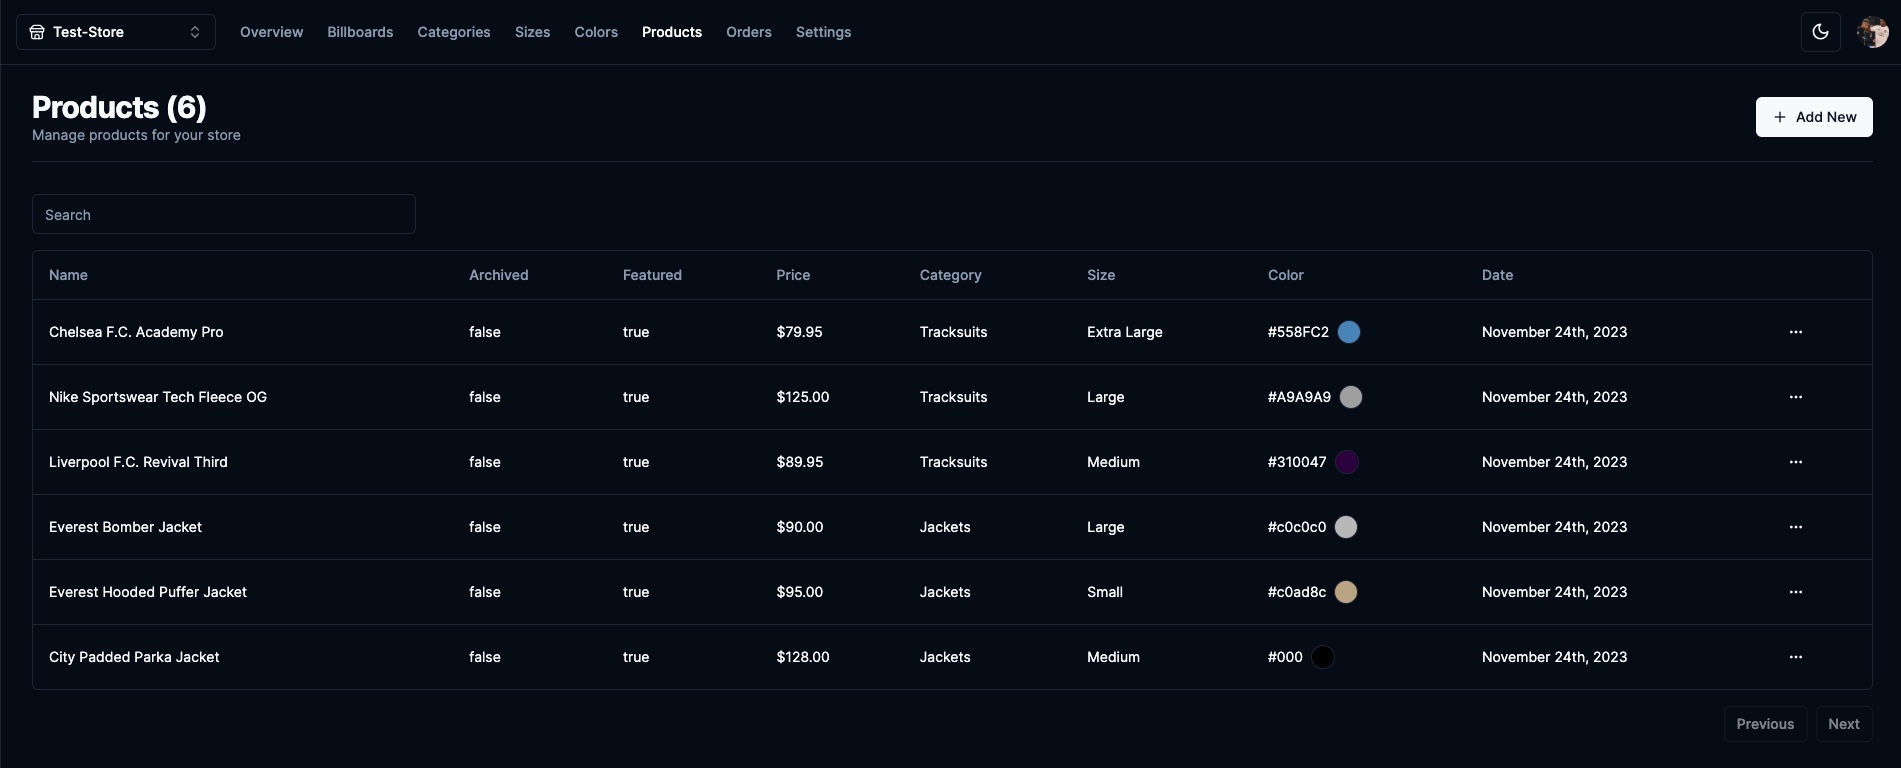 Test-Store Overview Billboards Categories Sizes Colors Products Orders Settings
Products (6)
Manage products for your store
+ Add New
Search
Name Archived Featured Price Category Size Color Date
Chelsea F.C. Academy Pro false true $79.95 Tracksuits Extra Large #558FC2 November 24th, 2023 ...
Nike Sportswear Tech Fleece OG false true $125.00 Tracksuits Large #A9A9A9 November 24th, 2023 ...
Liverpool F.C. Revival Third false true $89.95 Tracksuits Medium #310047 November 24th, 2023 ...
Everest Bomber Jacket false true $90.00 Jackets Large #c0c0c0 November 24th, 2023 ...
Everest Hooded Puffer Jacket false true $95.00 Jackets Small #c0ad8c November 24th, 2023 ...
City Padded Parka Jacket false true $128.00 Jackets Medium #000 November 24th, 2023 ...
Previous Next